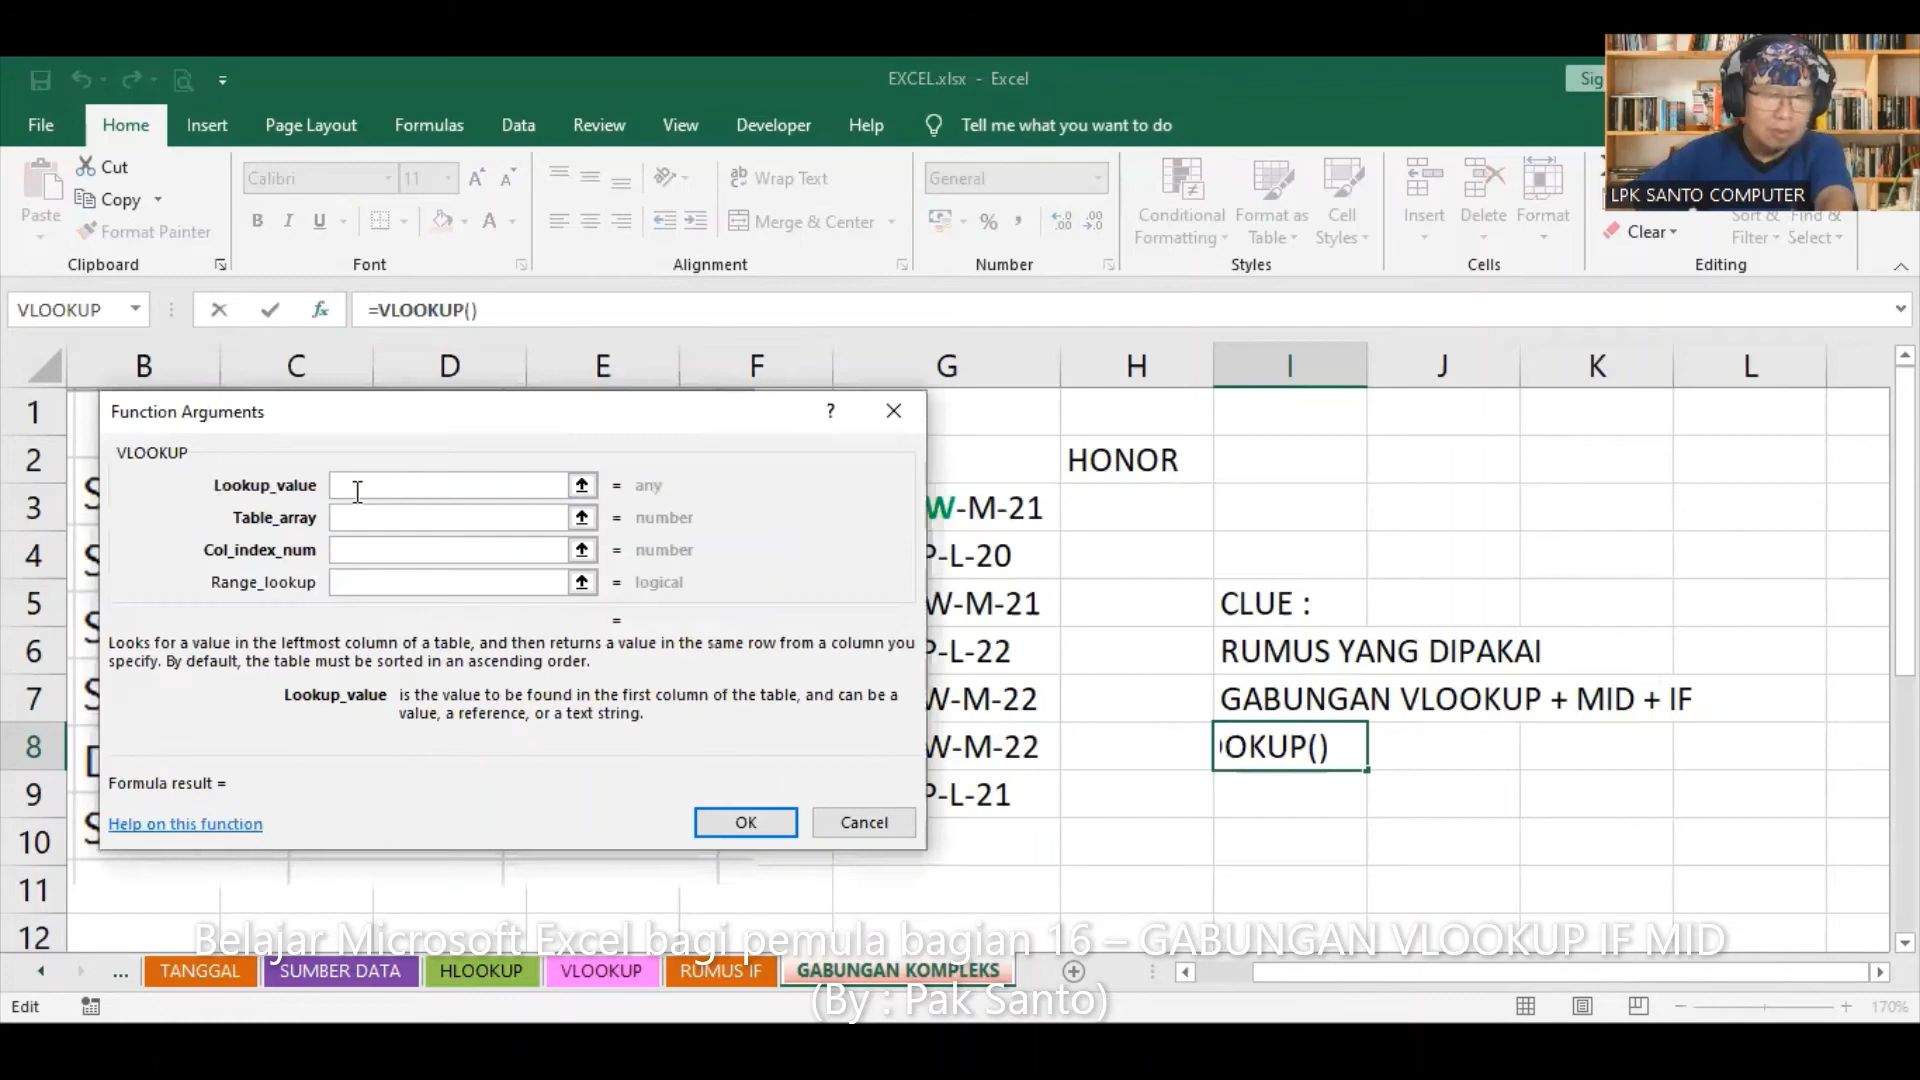 EXCEL.xlsx - Excel
Sig
File Home Insert Page Layout Formulas Data Review View Developer Help Tell me what you want to do
LPK SANTO COMPUTER
Paste
Cut
Copy
Format Painter
Clipboard
Calibri 11
B I U A
Font
Wrap Text
Merge & Center
Alignment
General
%
Number
Conditional Formatting
Format as Table
Cell Styles
Styles
Insert Delete Format
Cells
Clear
Sort & Filter
Find & Select
Editing
VLOOKUP
fx
=VLOOKUP()
B C D E F G H I J K L
1
2 HONOR
3 W-M-21
4 P-L-20
5 W-M-21 CLUE :
6 P-L-22 RUMUS YANG DIPAKAI
7 W-M-22 GABUNGAN VLOOKUP + MID + IF
8 W-M-22 OKUP()
9 P-L-21
10
11
12
Function Arguments ?
VLOOKUP
Lookup_value = any
Table_array = number
Col_index_num = number
Range_lookup = logical
=
Looks for a value in the leftmost column of a table, and then returns a value in the same row from a column you
specify. By default, the table must be sorted in an ascending order.
Lookup_value is the value to be found in the first column of the table, and can be a
value, a reference, or a text string.
Formula result =
Help on this function
OK Cancel
Belajar Microsoft Excel bagi pemula bagian 16 – GABUNGAN VLOOKUP IF MID
(By : Pak Santo)
... TANGGAL SUMBER DATA HLOOKUP VLOOKUP RUMUS IF GABUNGAN KOMPLEKS
Edit
170%